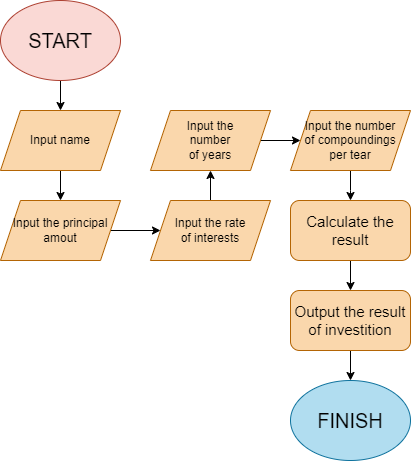 START
Input name
Input the principal
amout
Input the rate
of interests
Input the
number
of years
Input the number
of compoundings
per tear
Calculate the
result
Output the result
of investition
FINISH